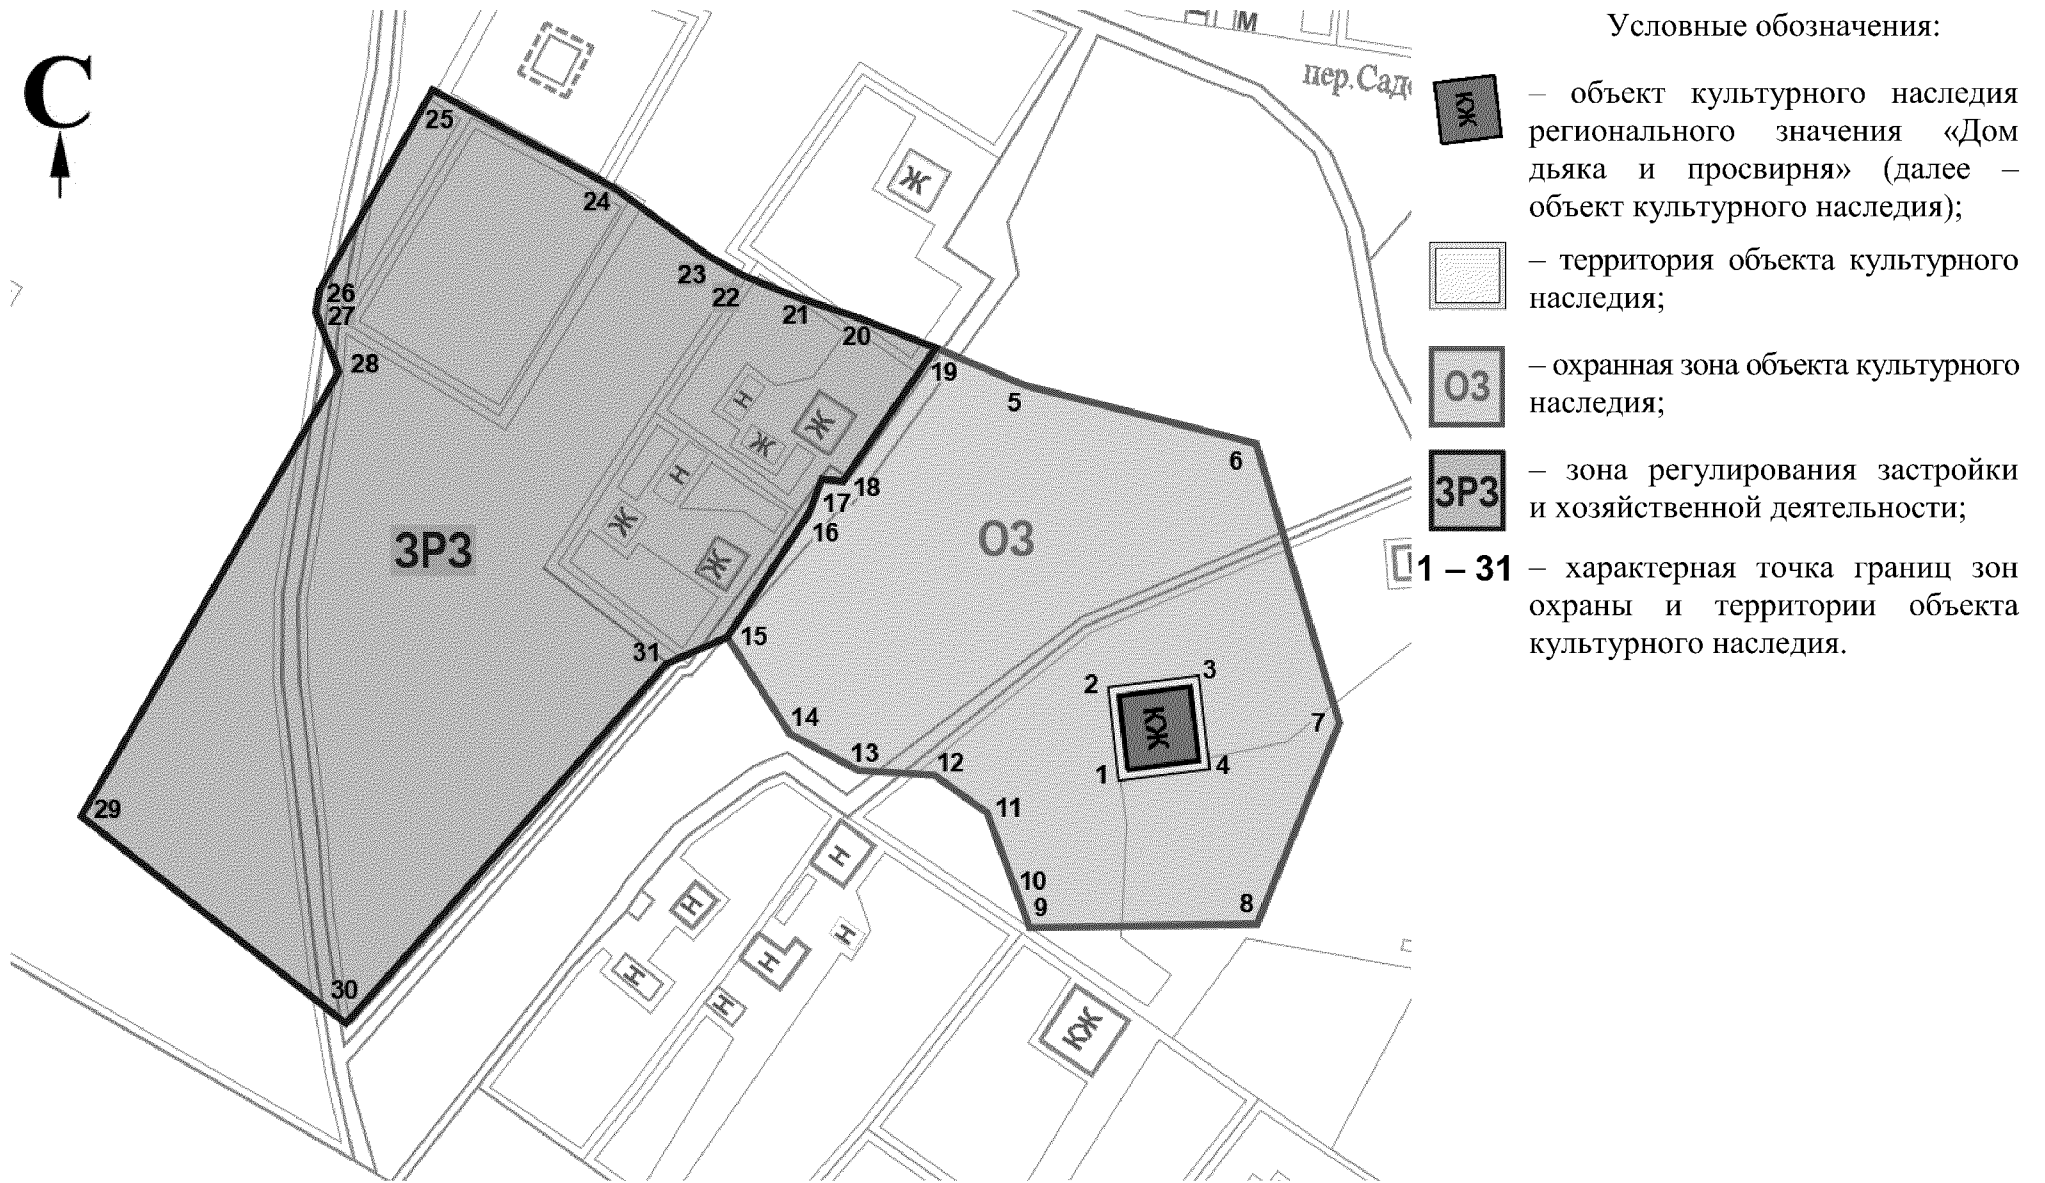 С
М
пер.Садо
25
24
Ж
23
22
26
27
21
20
28
19
5
6
Н
Ж
Ж
Н
18
17
16
Ж
Ж
ЗРЗ
ОЗ
15
31
14
13
12
11
10
9
8
7
2
3
КЖ
1
4
29
30
Н
Н
Н
Н
Н
Н
КЖ
Условные обозначения:
КЖ
– объект культурного наследия
регионального значения «Дом
дьяка и просвирня» (далее –
объект культурного наследия);
– территория объекта культурного
наследия;
ОЗ
– охранная зона объекта культурного
наследия;
ЗРЗ
– зона регулирования застройки
и хозяйственной деятельности;
1 – 31
– характерная точка границ зон
охраны и территории объекта
культурного наследия.